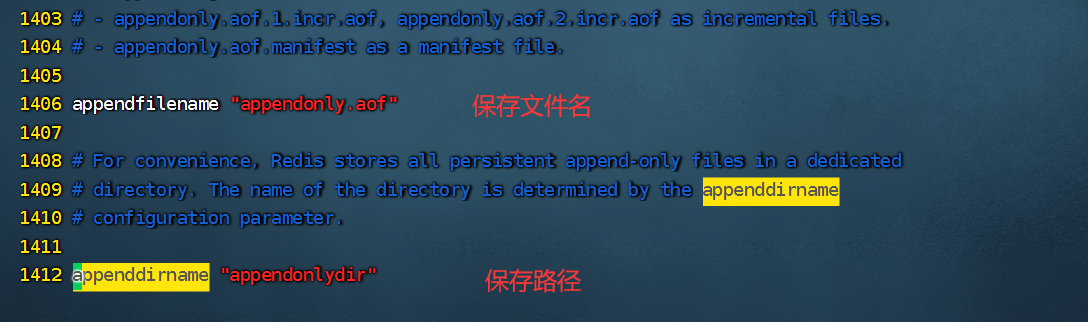 1403 # - appendonly.aof.1.incr.aof, appendonly.aof.2.incr.aof as incremental files.
1404 # - appendonly.aof.manifest as a manifest file.
1405
1406 appendfilename "appendonly.aof" 保存文件名
1407
1408 # For convenience, Redis stores all persistent append-only files in a dedicated
1409 # directory. The name of the directory is determined by the appenddirname
1410 # configuration parameter.
1411
1412 appenddirname "appendonlydir" 保存路径